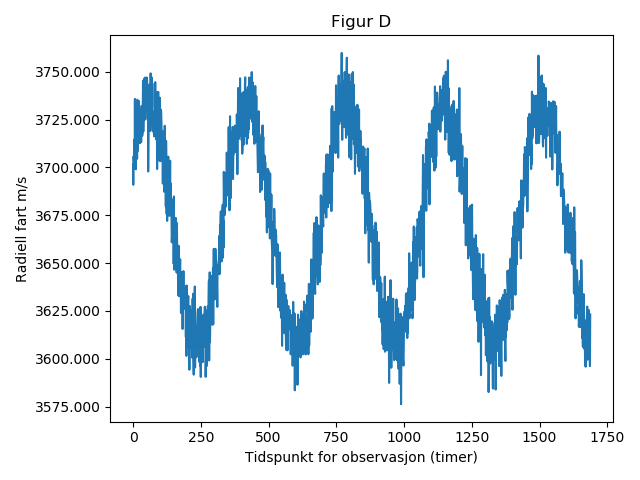 Figur D
3750.000
3725.000
3700.000
3675.000
3650.000
3625.000
3600.000
3575.000
Radiell fart m/s
0 250 500 750 1000 1250 1500 1750
Tidspunkt for observasjon (timer)